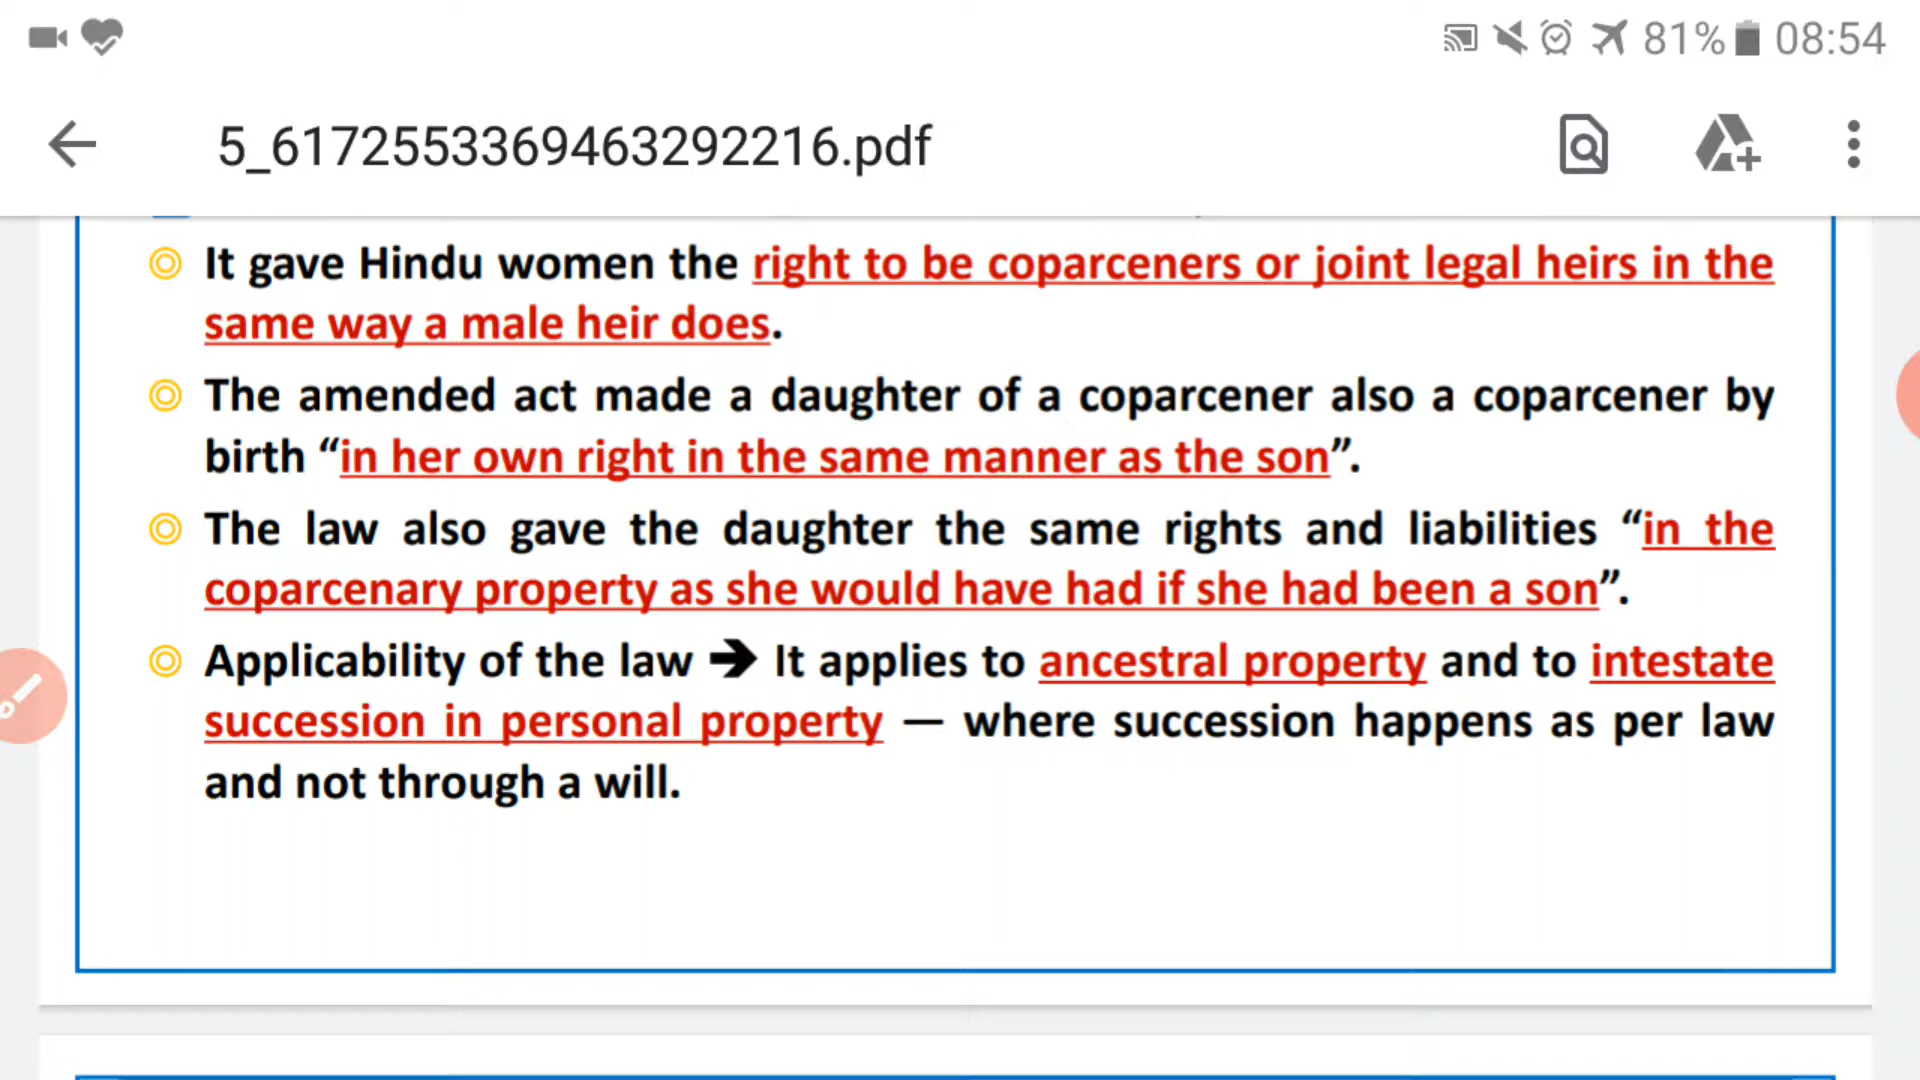 81% 08:54
5_6172553369463292216.pdf
It gave Hindu women the right to be coparceners or joint legal heirs in the
same way a male heir does.
The amended act made a daughter of a coparcener also a coparcener by
birth “in her own right in the same manner as the son”.
The law also gave the daughter the same rights and liabilities “in the
coparcenary property as she would have had if she had been a son”.
Applicability of the law ➔ It applies to ancestral property and to intestate
succession in personal property — where succession happens as per law
and not through a will.